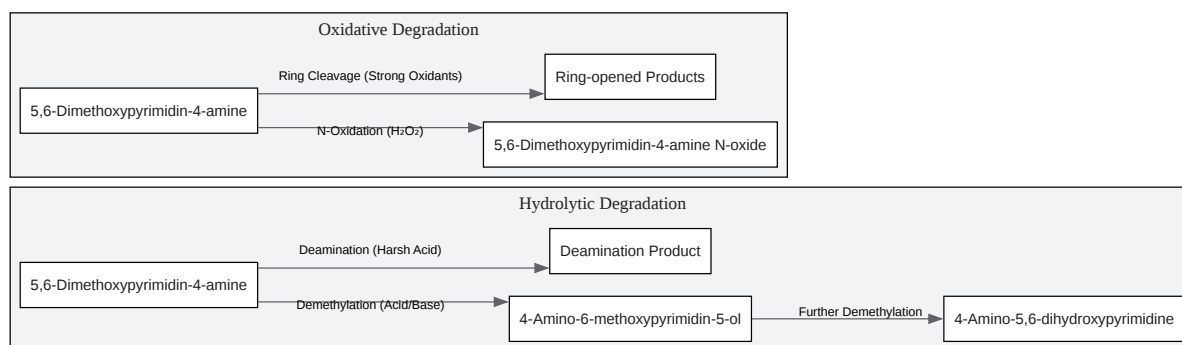 Oxidative Degradation
Ring Cleavage (Strong Oxidants)
Ring-opened Products
5,6-Dimethoxypyrimidin-4-amine
N-Oxidation (H₂O₂)
5,6-Dimethoxypyrimidin-4-amine N-oxide
Hydrolytic Degradation
Deamination (Harsh Acid)
Deamination Product
5,6-Dimethoxypyrimidin-4-amine
Demethylation (Acid/Base)
4-Amino-6-methoxypyrimidin-5-ol
Further Demethylation
4-Amino-5,6-dihydroxypyrimidine